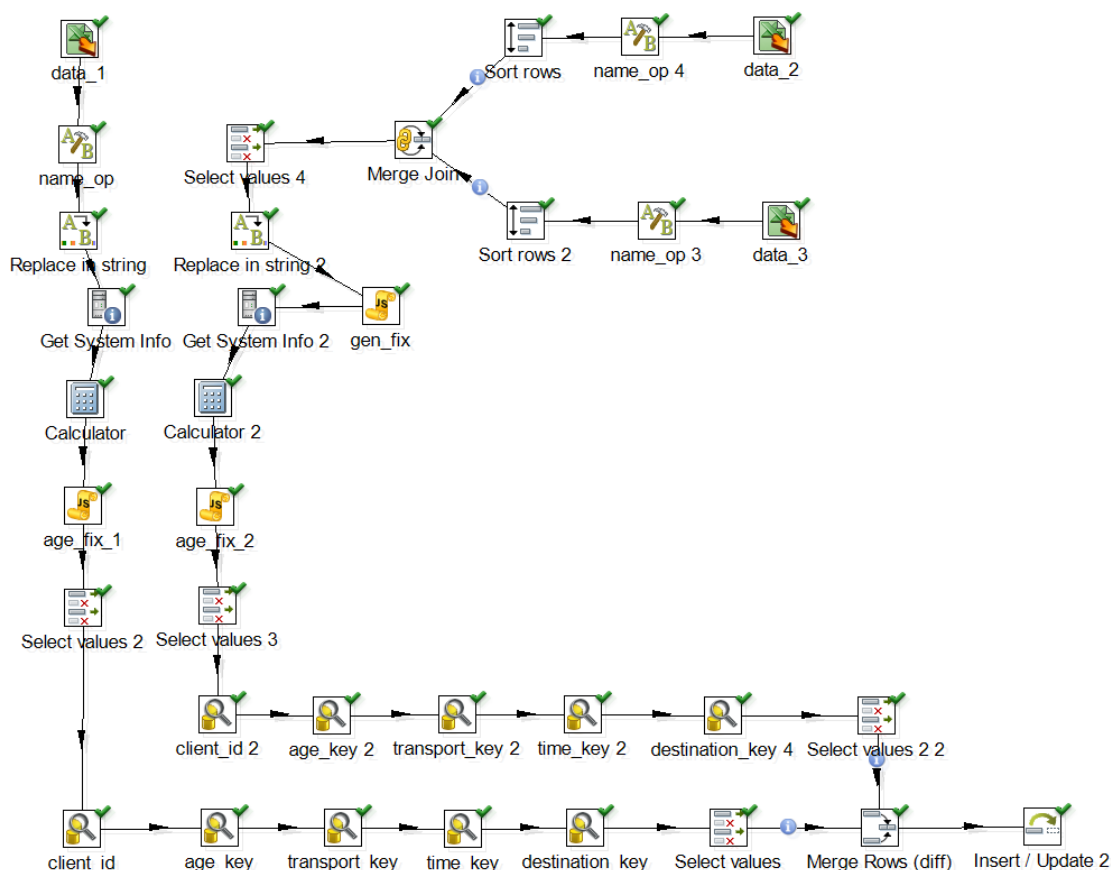 data_1
Sort rows
name_op 4
data_2
name_op
Select values 4
Merge Join
Replace in string
Replace in string 2
Sort rows 2
name_op 3
data_3
Get System Info
Get System Info 2
gen_fix
Calculator
Calculator 2
age_fix_1
age_fix_2
Select values 2
Select values 3
client_id 2
age_key 2
transport_key 2
time_key 2
destination_key 4
Select values 2 2
client_id
age_key
transport_key
time_key
destination_key
Select values
Merge Rows (diff)
Insert / Update 2